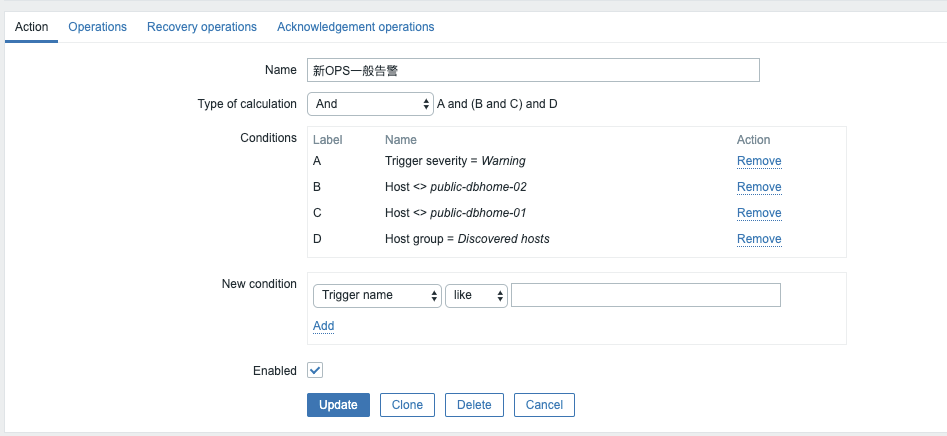 Action Operations Recovery operations Acknowledgement operations
Name 新OPS一般告警
Type of calculation And A and (B and C) and D
Conditions Label Name Action
A Trigger severity = Warning Remove
B Host <> public-dbhome-02 Remove
C Host <> public-dbhome-01 Remove
D Host group = Discovered hosts Remove
New condition Trigger name like
Add
Enabled
Update Clone Delete Cancel